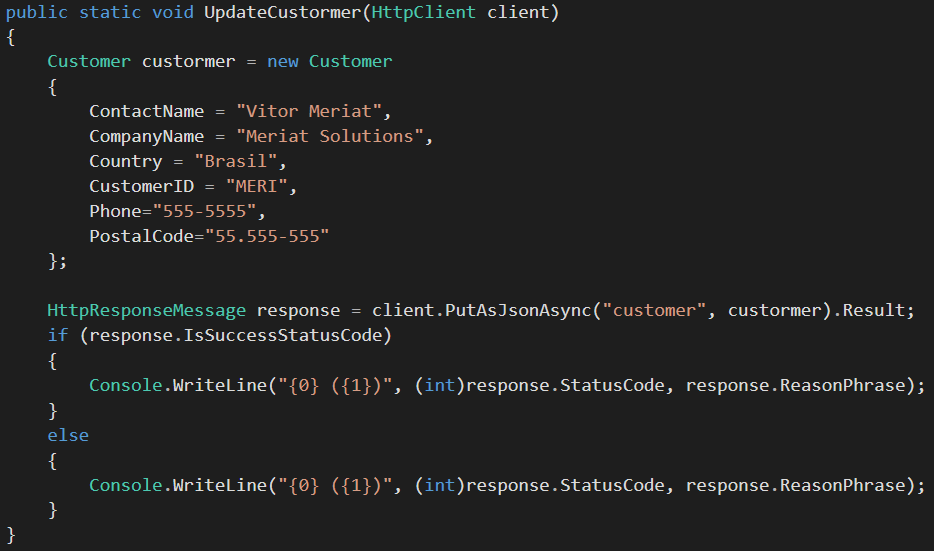 public static void UpdateCustormer(HttpClient client)
{
    Customer custormer = new Customer
    {
        ContactName = "Vitor Meriat",
        CompanyName = "Meriat Solutions",
        Country = "Brasil",
        CustomerID = "MERI",
        Phone="555-5555",
        PostalCode="55.555-555"
    };

    HttpResponseMessage response = client.PutAsJsonAsync("customer", custormer).Result;
    if (response.IsSuccessStatusCode)
    {
        Console.WriteLine("{0} ({1})", (int)response.StatusCode, response.ReasonPhrase);
    }
    else
    {
        Console.WriteLine("{0} ({1})", (int)response.StatusCode, response.ReasonPhrase);
    }
}